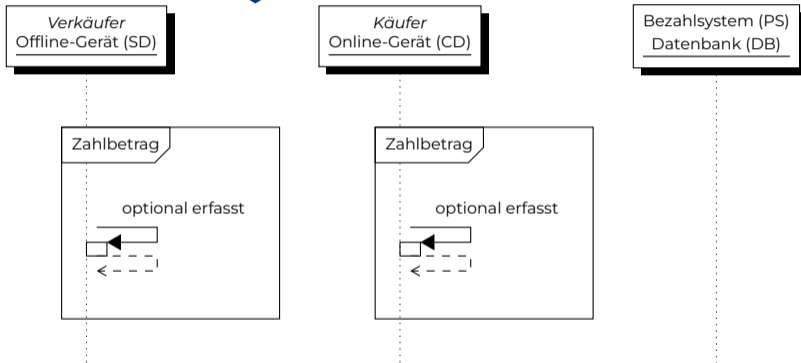 Verkäufer
Offline-Gerät (SD)
Käufer
Online-Gerät (CD)
Bezahlsystem (PS)
Datenbank (DB)
Zahlbetrag
optional erfasst
Zahlbetrag
optional erfasst